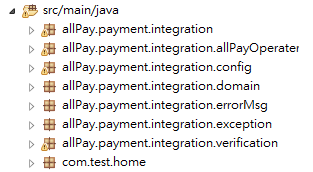 src/main/java
allPay.payment.integration
allPay.payment.integration.allPayOperater
allPay.payment.integration.config
allPay.payment.integration.domain
allPay.payment.integration.errorMsg
allPay.payment.integration.exception
allPay.payment.integration.verification
com.test.home